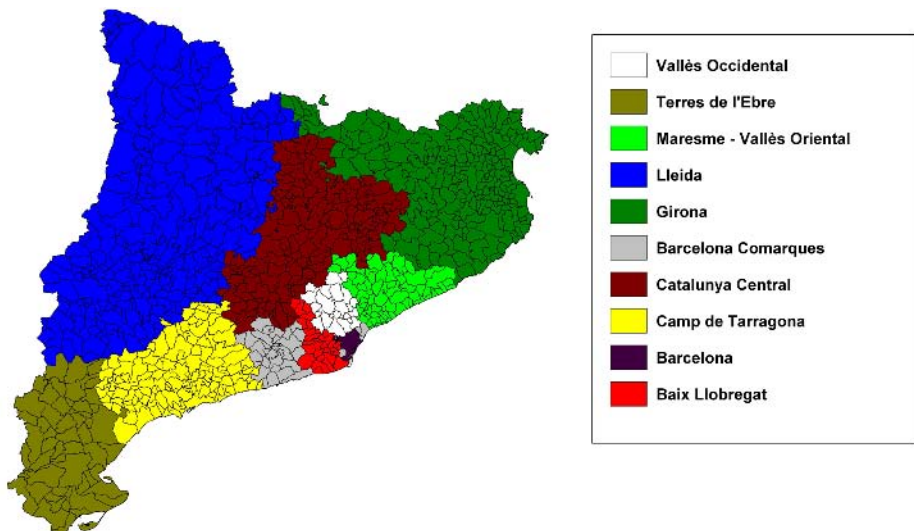 Vallès Occidental
Terres de l'Ebre
Maresme - Vallès Oriental
Lleida
Girona
Barcelona Comarques
Catalunya Central
Camp de Tarragona
Barcelona
Baix Llobregat